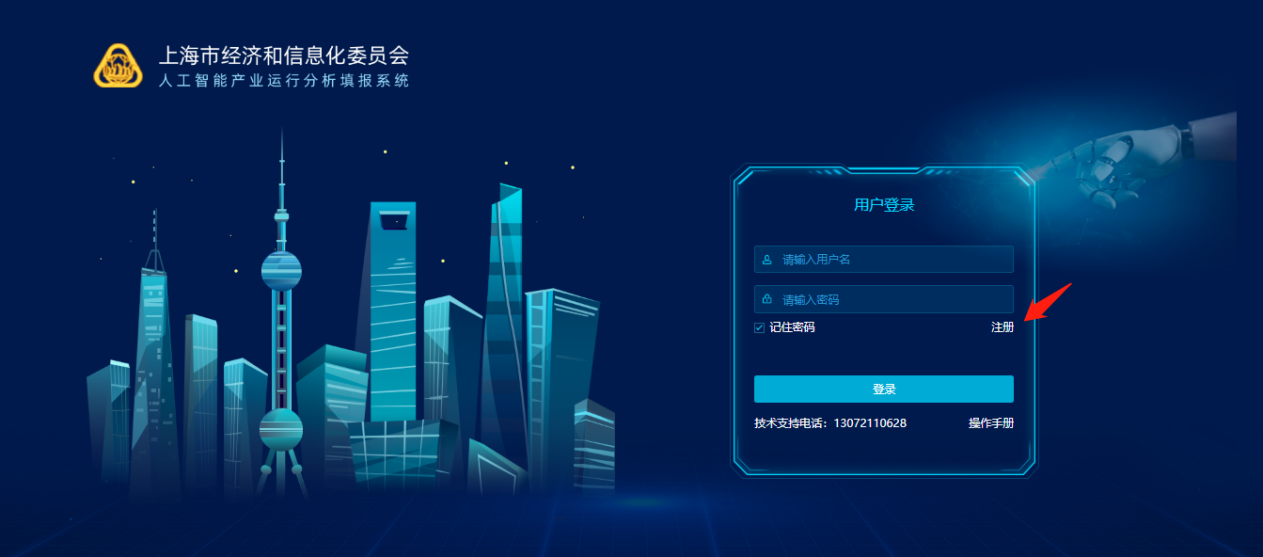 上海市经济和信息化委员会
人工智能产业运行分析填报系统
用户登录
请输入用户名
请输入密码
记住密码 注册
登录
技术支持电话：13072110628 操作手册